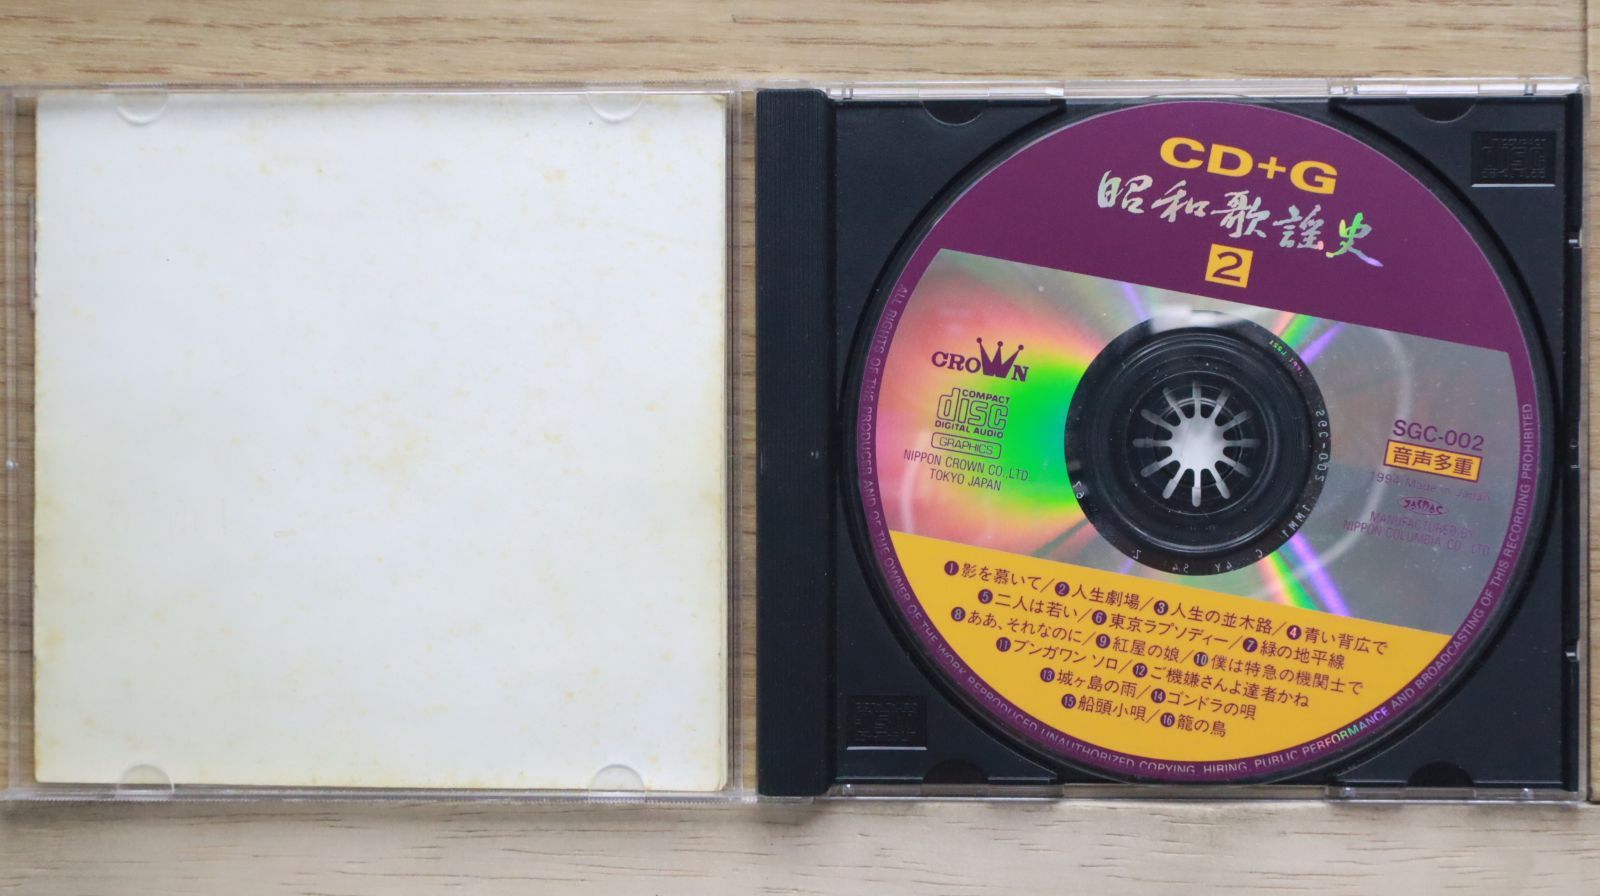 CD+G
昭和歌謡史
2
CROWN
COMPACT
disc
DIGITAL AUDIO
GRAPHICS
NIPPON CROWN CO.,LTD.
TOKYO JAPAN
SGC-002
音声多重
1994 Made in Japan
JASRAC
MANUFACTURED BY
NIPPON COLUMBIA CO., LTD
❶影を慕いて/❷人生劇場/❸人生の並木路/❹青い背広で
❺二人は若い/❻東京ラプソディー/❼緑の地平線
❽ああ、それなのに/❾紅屋の娘/❿僕は特急の機関士で
⓫ブンガワン ソロ/⓬ご機嫌さんよ達者かね
⓭城ヶ島の雨/⓮ゴンドラの唄
⓯船頭小唄/⓰籠の鳥
ALL RIGHTS OF THE PRODUCER AND OF THE OWNER OF THE WORK REPRODUCED UNAUTHORIZED COPYING, HIRING, PUBLIC PERFORMANCE AND BROADCASTING OF THIS RECORDING PROHIBITED
SGC-002